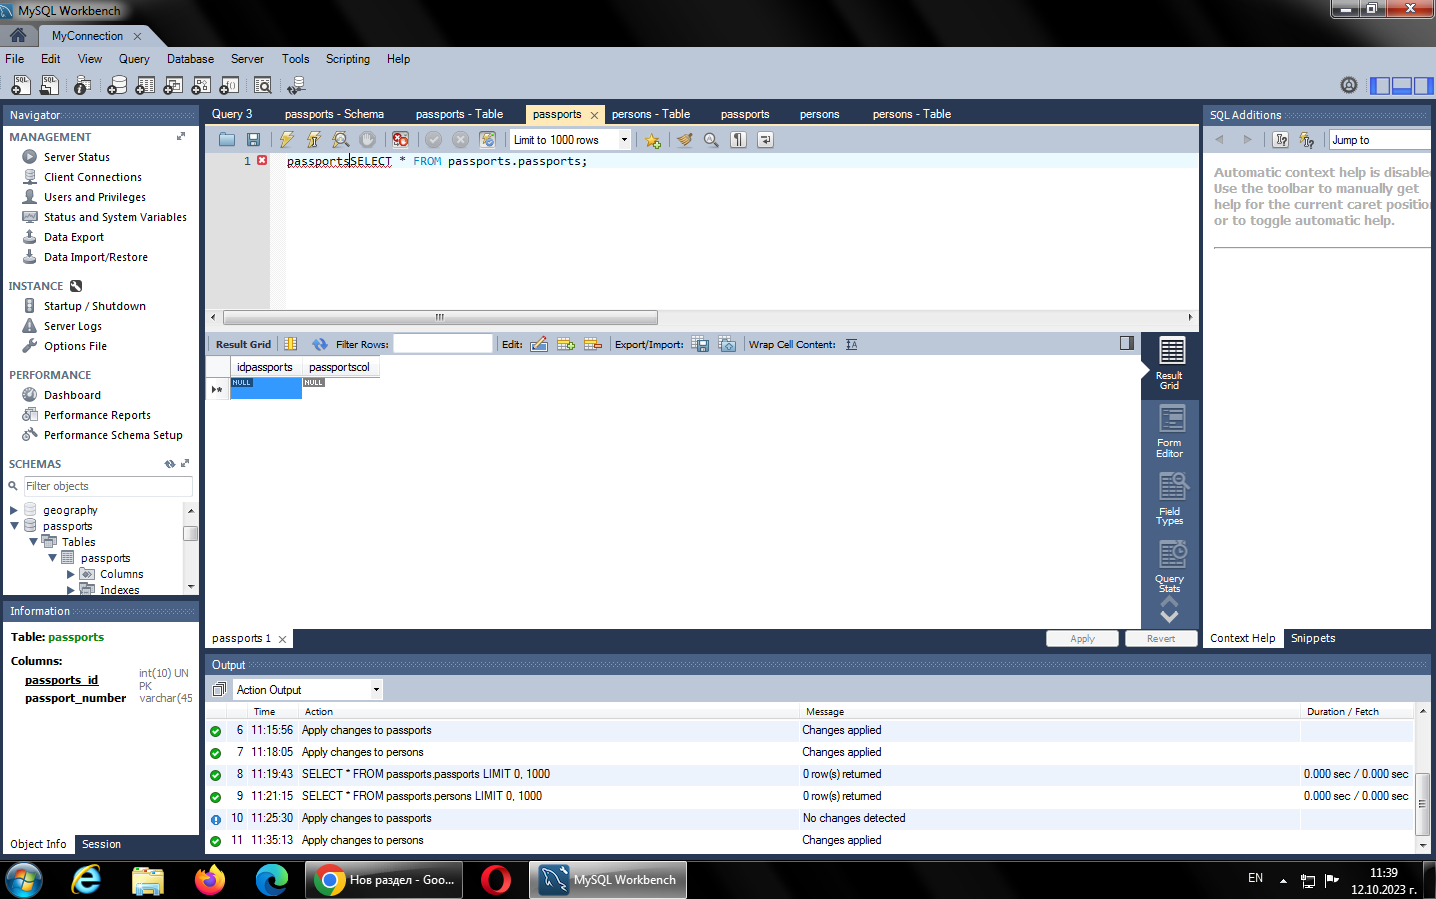 MySQL Workbench
MyConnection
File Edit View Query Database Server Tools Scripting Help
Navigator
MANAGEMENT
Server Status
Client Connections
Users and Privileges
Status and System Variables
Data Export
Data Import/Restore
INSTANCE
Startup / Shutdown
Server Logs
Options File
PERFORMANCE
Dashboard
Performance Reports
Performance Schema Setup
SCHEMAS
Filter objects
geography
passports
Tables
passports
Columns
Indexes
Information
Table: passports
Columns:
passports_id int(10) UN PK
passport_number varchar(45
Object Info Session
Query 3 passports - Schema passports - Table passports persons - Table passports persons persons - Table
Limit to 1000 rows
1 passportsSELECT * FROM passports.passports;
Result Grid Filter Rows: Edit: Export/Import: Wrap Cell Content:
idpassports passportscol
NULL NULL
Result Grid
Form Editor
Field Types
Query Stats
passports 1
Apply Revert
SQL Additions
Jump to
Automatic context help is disabled
Use the toolbar to manually get
help for the current caret position
or to toggle automatic help.
Context Help Snippets
Output
Action Output
Time Action Message Duration / Fetch
6 11:15:56 Apply changes to passports Changes applied
7 11:18:05 Apply changes to persons Changes applied
8 11:19:43 SELECT * FROM passports.passports LIMIT 0, 1000 0 row(s) returned 0.000 sec / 0.000 sec
9 11:21:15 SELECT * FROM passports.persons LIMIT 0, 1000 0 row(s) returned 0.000 sec / 0.000 sec
10 11:25:30 Apply changes to passports No changes detected
11 11:35:13 Apply changes to persons Changes applied
Нов раздел - Goo...
MySQL Workbench
EN
11:39
12.10.2023 г.